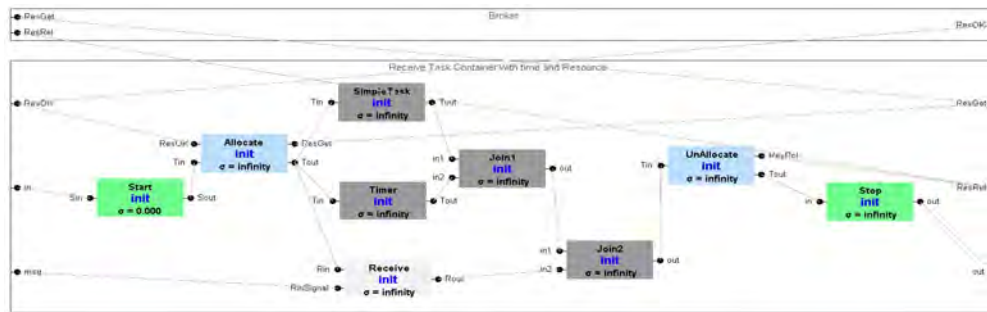 ResGet
Broker
ResRel
ResOK
Receive Task Container with time and Resource
ResOK
ResGet
SimpleTask
init
σ = infinity
Tin
Tout
Allocate
init
σ = infinity
ResOK
Tin
ResGet
Tout
Join1
init
σ = infinity
in1
in2
out
UnAllocate
init
σ = infinity
Tin
ResRel
Tout
ResRel
in
Start
init
σ = 0.000
Sin
Sout
Timer
init
σ = infinity
Tin
Tout
Stop
init
σ = infinity
in
out
Join2
init
σ = infinity
in1
in2
out
msg
Receive
init
σ = infinity
Rin
RinSignal
Rout
out